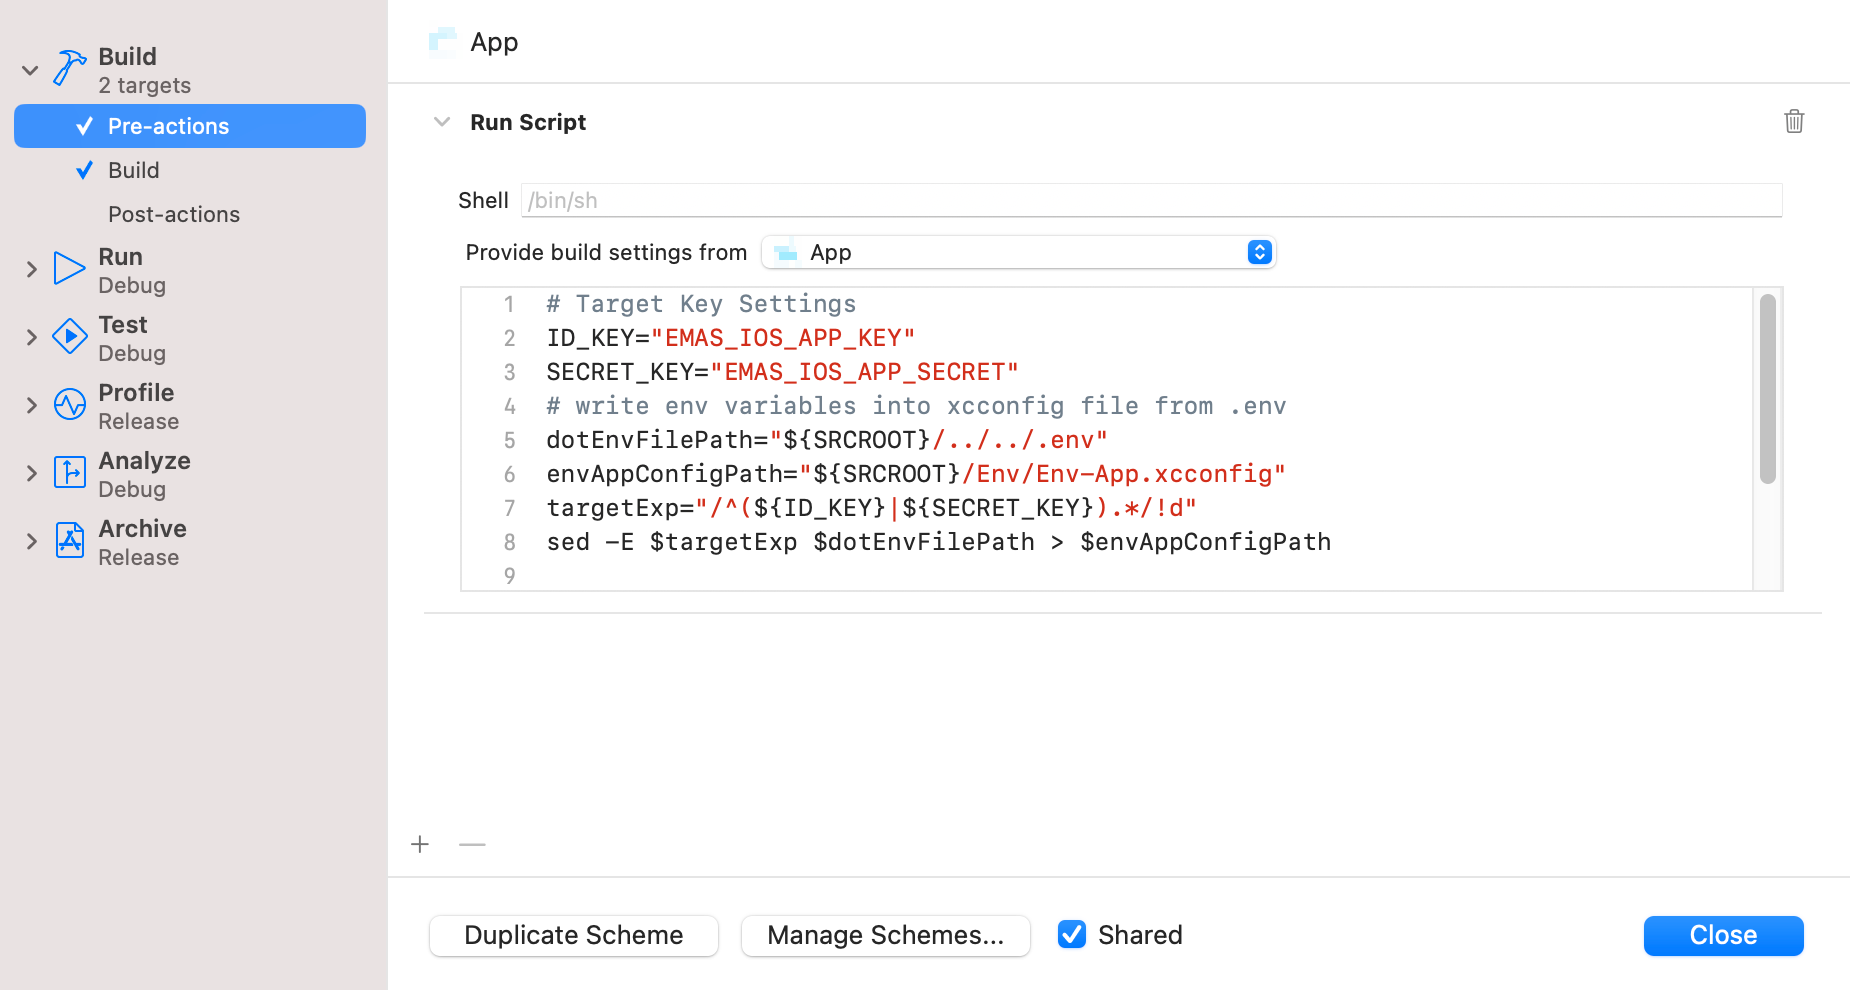 Build
2 targets
Pre-actions
Build
Post-actions
Run
Debug
Test
Debug
Profile
Release
Analyze
Debug
Archive
Release
App
Run Script
Shell /bin/sh
Provide build settings from App
1 # Target Key Settings
2 ID_KEY="EMAS_IOS_APP_KEY"
3 SECRET_KEY="EMAS_IOS_APP_SECRET"
4 # write env variables into xcconfig file from .env
5 dotEnvFilePath="${SRCROOT}/../../.env"
6 envAppConfigPath="${SRCROOT}/Env/Env-App.xcconfig"
7 targetExp="/^(${ID_KEY}|${SECRET_KEY}).*/!d"
8 sed -E $targetExp $dotEnvFilePath > $envAppConfigPath
9
Duplicate Scheme Manage Schemes... Shared Close